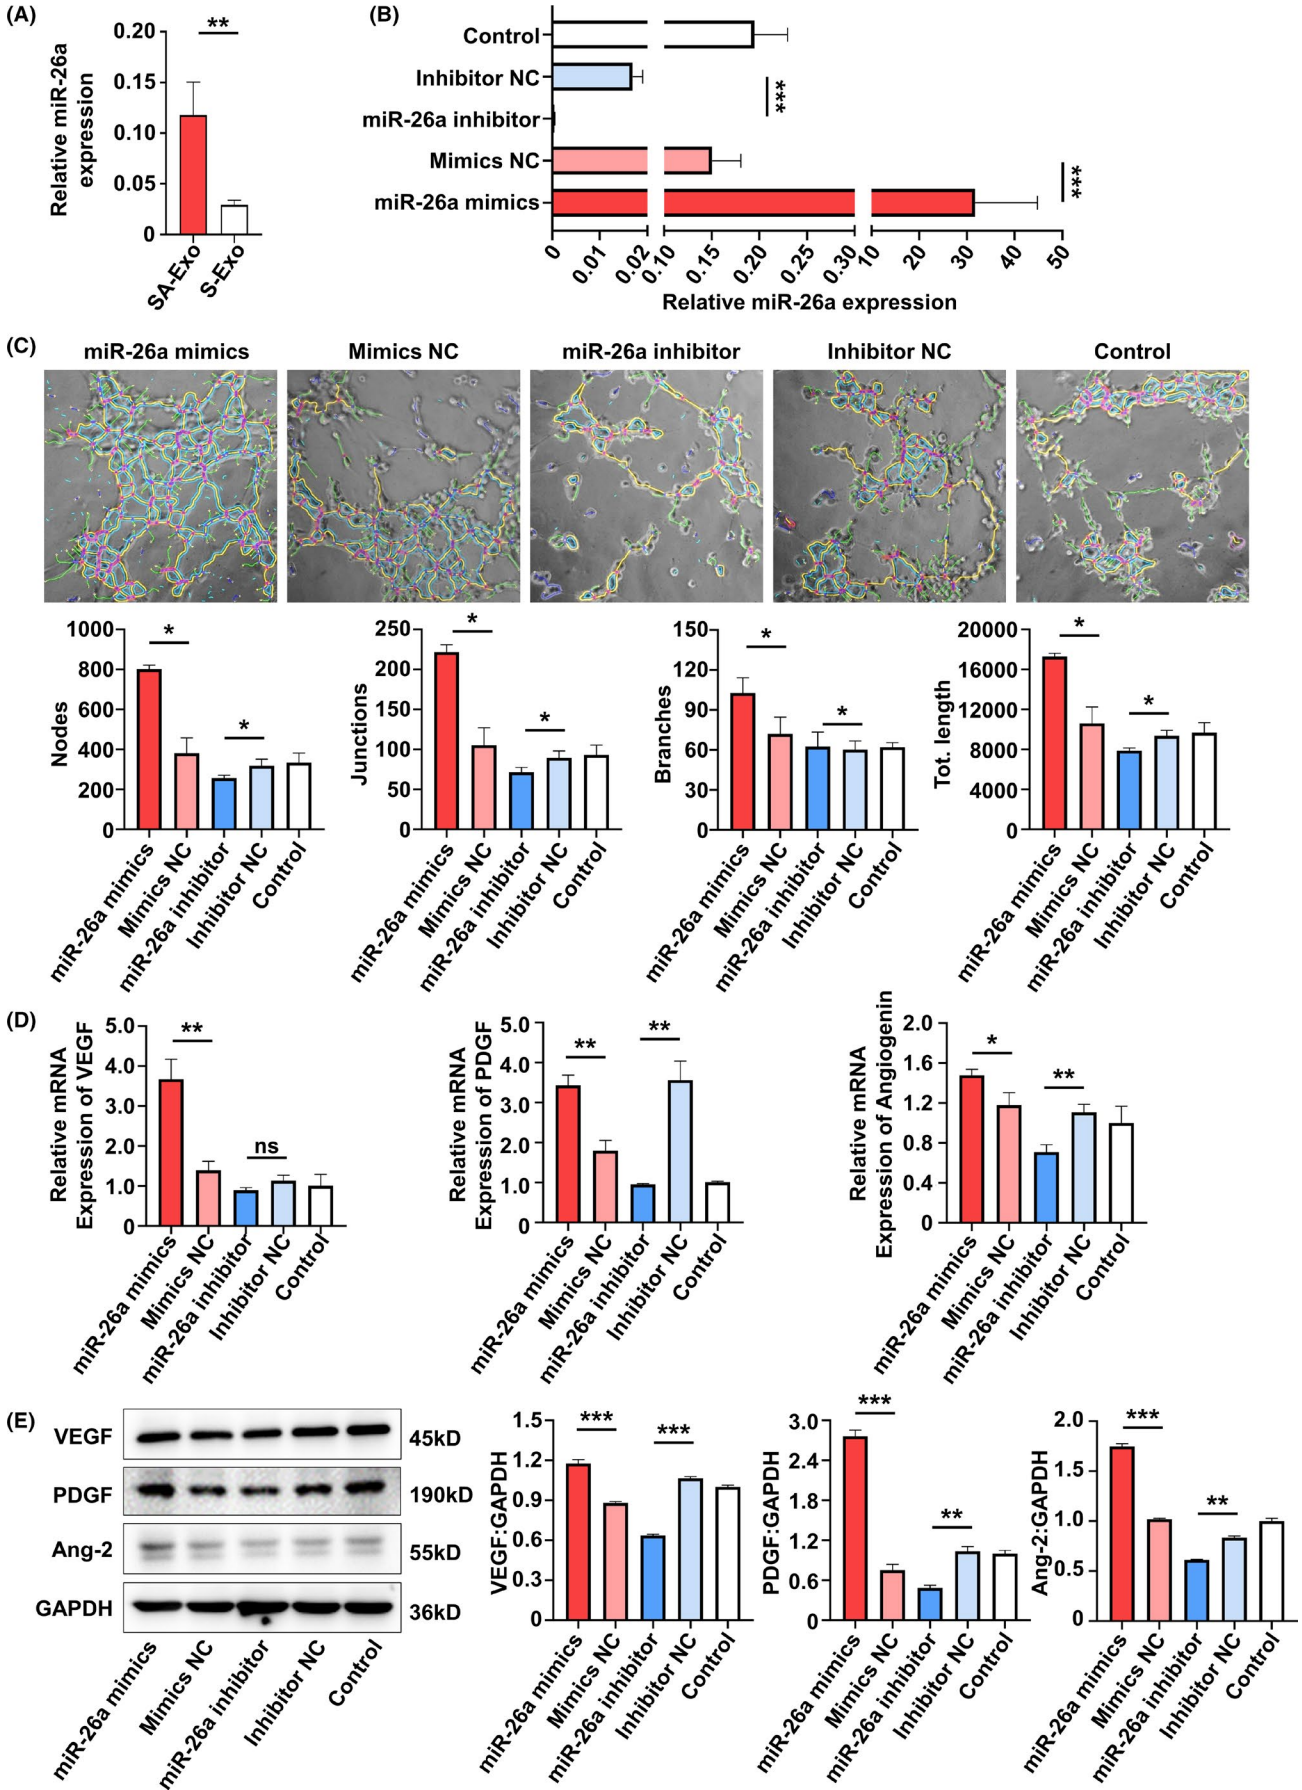 (A)
**
Relative miR-26a
expression
0.20
0.15
0.10
0.05
0
SA-Exo
S-Exo
(B)
Control
Inhibitor NC
miR-26a inhibitor
Mimics NC
miR-26a mimics
***
***
0
0.01
0.02
0.10
0.15
0.20
0.25
0.30
10
20
30
40
50
Relative miR-26a expression
(C)
miR-26a mimics
Mimics NC
miR-26a inhibitor
Inhibitor NC
Control
Nodes
1000
800
600
400
200
0
*
*
miR-26a mimics
Mimics NC
miR-26a inhibitor
Inhibitor NC
Control
Junctions
250
200
150
100
50
0
*
*
miR-26a mimics
Mimics NC
miR-26a inhibitor
Inhibitor NC
Control
Branches
150
120
90
60
30
0
*
*
miR-26a mimics
Mimics NC
miR-26a inhibitor
Inhibitor NC
Control
Tot. length
20000
16000
12000
8000
4000
0
*
*
miR-26a mimics
Mimics NC
miR-26a inhibitor
Inhibitor NC
Control
(D)
Relative mRNA
Expression of VEGF
5.0
4.0
3.0
2.0
1.0
0
**
ns
miR-26a mimics
Mimics NC
miR-26a inhibitor
Inhibitor NC
Control
Relative mRNA
Expression of PDGF
5.0
4.0
3.0
2.0
1.0
0
**
**
miR-26a mimics
Mimics NC
miR-26a inhibitor
Inhibitor NC
Control
Relative mRNA
Expression of Angiogenin
2.0
1.6
1.2
0.8
0.4
0
*
**
miR-26a mimics
Mimics NC
miR-26a inhibitor
Inhibitor NC
Control
(E)
VEGF
45kD
PDGF
190kD
Ang-2
55kD
GAPDH
36kD
miR-26a mimics
Mimics NC
miR-26a inhibitor
Inhibitor NC
Control
VEGF:GAPDH
1.5
1.2
0.9
0.6
0.3
0
***
***
miR-26a mimics
Mimics NC
miR-26a inhibitor
Inhibitor NC
Control
PDGF:GAPDH
3.0
2.4
1.8
1.2
0.6
0
***
**
miR-26a mimics
Mimics NC
miR-26a inhibitor
Inhibitor NC
Control
Ang-2:GAPDH
2.0
1.5
1.0
0.5
0
***
**
miR-26a mimics
Mimics NC
miR-26a inhibitor
Inhibitor NC
Control